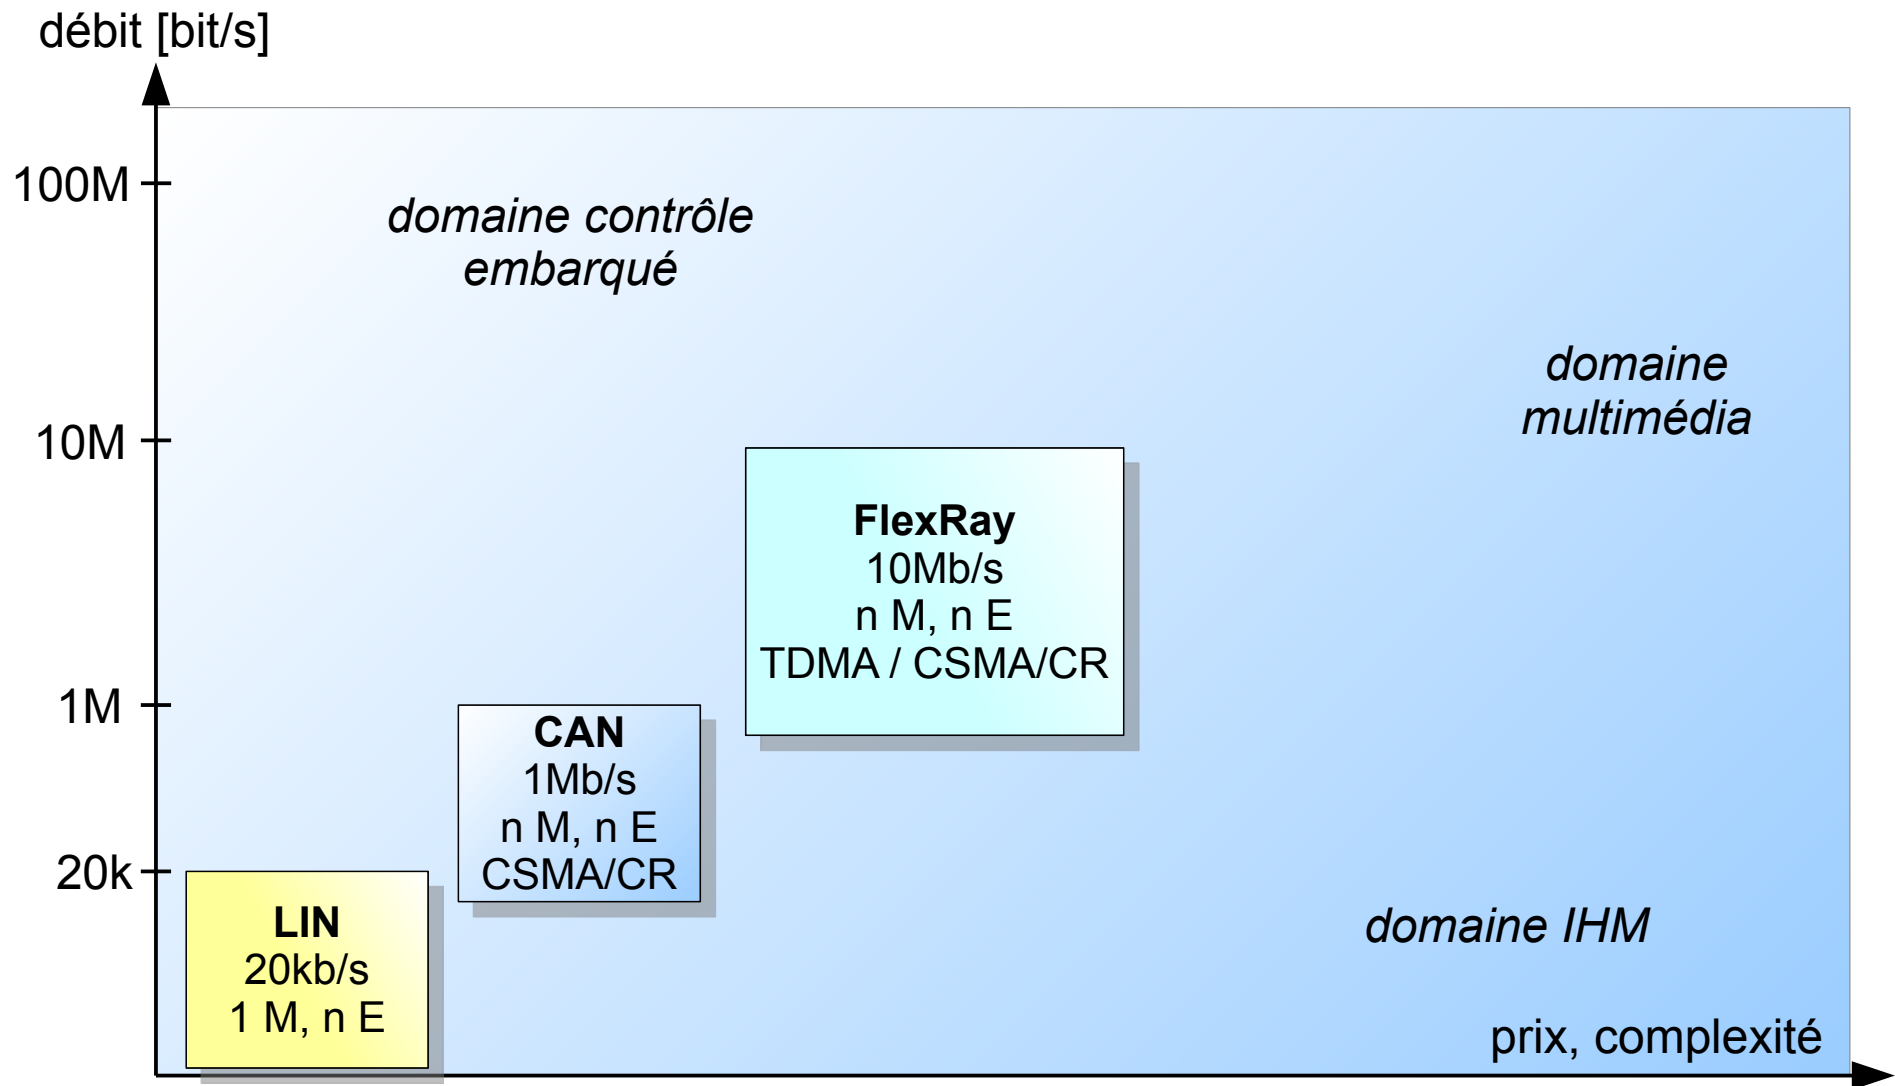 débit [bit/s]
100M
domaine contrôle
embarqué
domaine
multimédia
10M
FlexRay
10Mb/s
n M, n E
TDMA / CSMA/CR
1M
CAN
1Mb/s
n M, n E
CSMA/CR
20k
LIN
20kb/s
1 M, n E
domaine IHM
prix, complexité